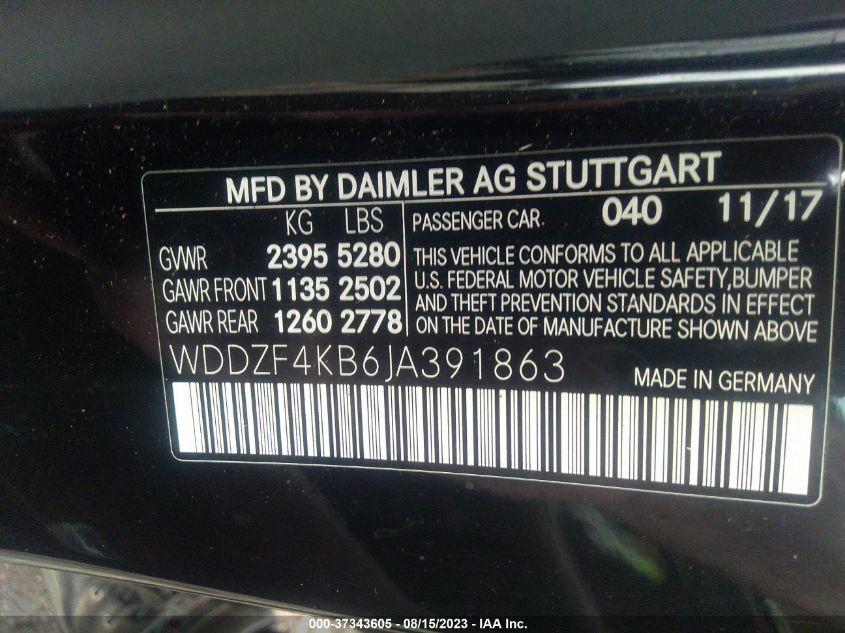 MFD BY DAIMLER AG STUTTGART
KG LBS
GVWR 2395 5280
GAWR FRONT 1135 2502
GAWR REAR 1260 2778
PASSENGER CAR 040 11/17
THIS VEHICLE CONFORMS TO ALL APPLICABLE
U.S. FEDERAL MOTOR VEHICLE SAFETY, BUMPER
AND THEFT PREVENTION STANDARDS IN EFFECT
ON THE DATE OF MANUFACTURE SHOWN ABOVE
WDDZF4KB6JA391863
MADE IN GERMANY
000-37343605 - 08/15/2023 - IAA Inc.